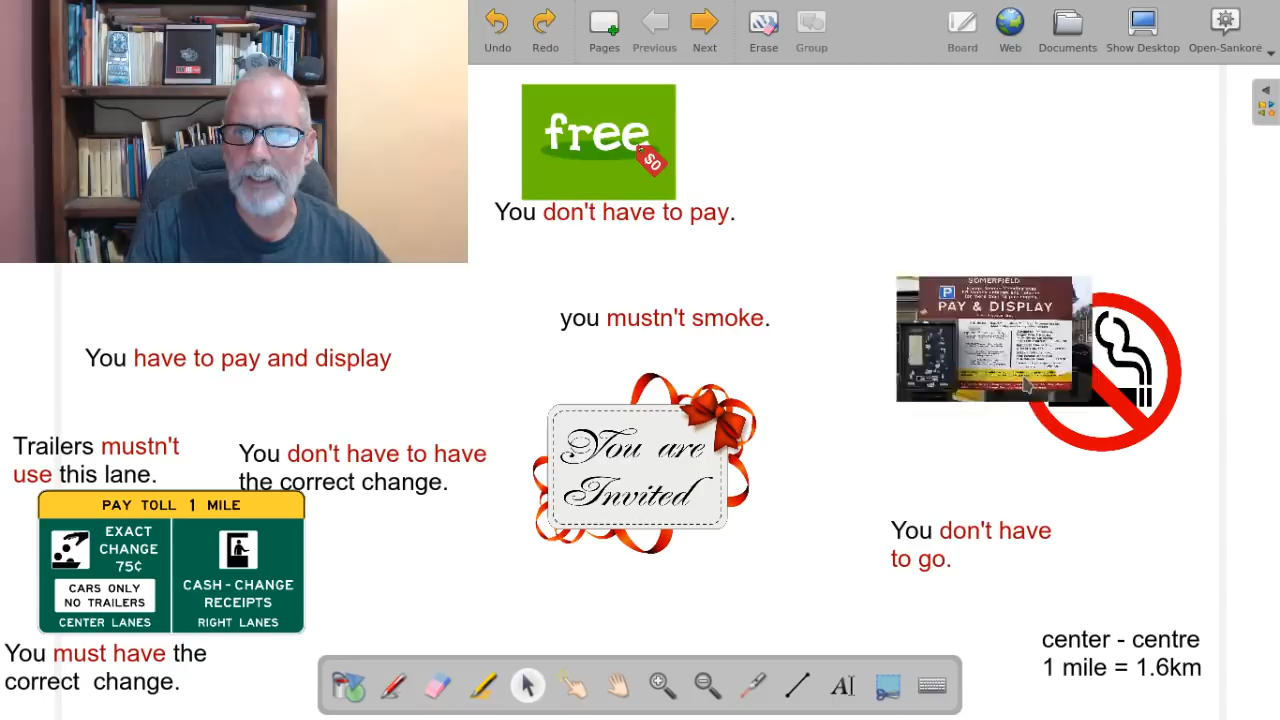 Undo
Redo
Pages
Previous
Next
Erase
Group
Board
Web
Documents
Show Desktop
Open-Sankoré
free
$0
You don't have to pay.
SOMERFIELD
P
PAY & DISPLAY
you mustn't smoke.
You have to pay and display
Trailers mustn't
use this lane.
You don't have to have
the correct change.
You are
Invited
PAY TOLL 1 MILE
EXACT
CHANGE
75¢
CARS ONLY
NO TRAILERS
CENTER LANES
CASH-CHANGE
RECEIPTS
RIGHT LANES
You don't have
to go.
You must have the
correct change.
center - centre
1 mile = 1.6km
AI